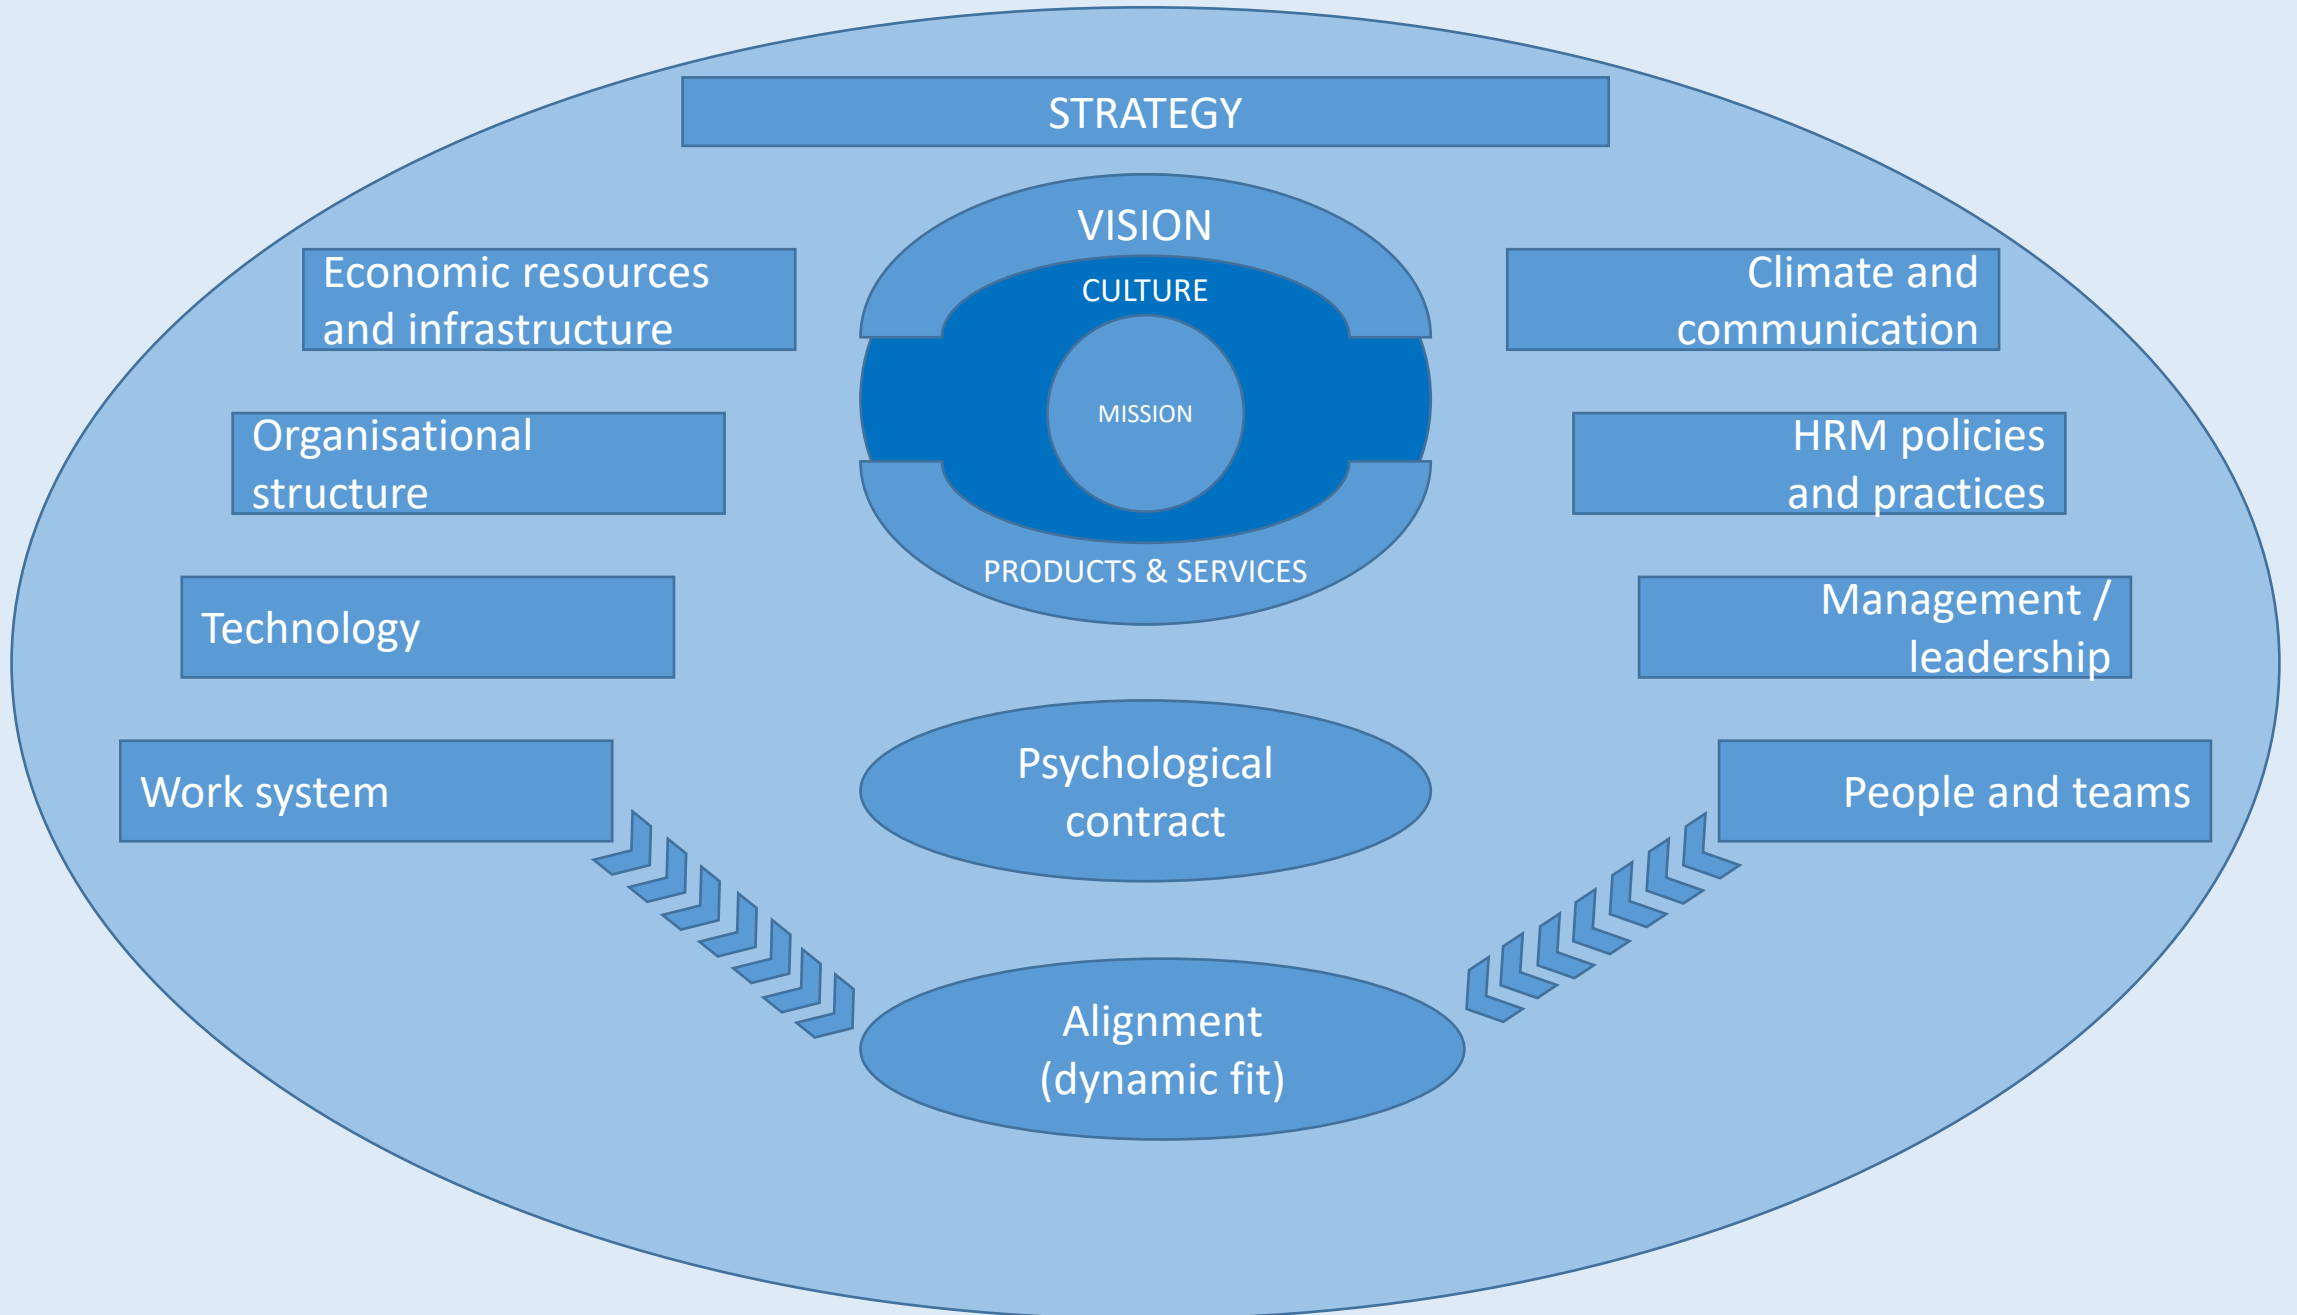 STRATEGY
VISION
CULTURE
MISSION
PRODUCTS & SERVICES
Economic resources
and infrastructure
Organisational
structure
Technology
Work system
Climate and
communication
HRM policies
and practices
Management /
leadership
People and teams
Psychological
contract
Alignment
(dynamic fit)